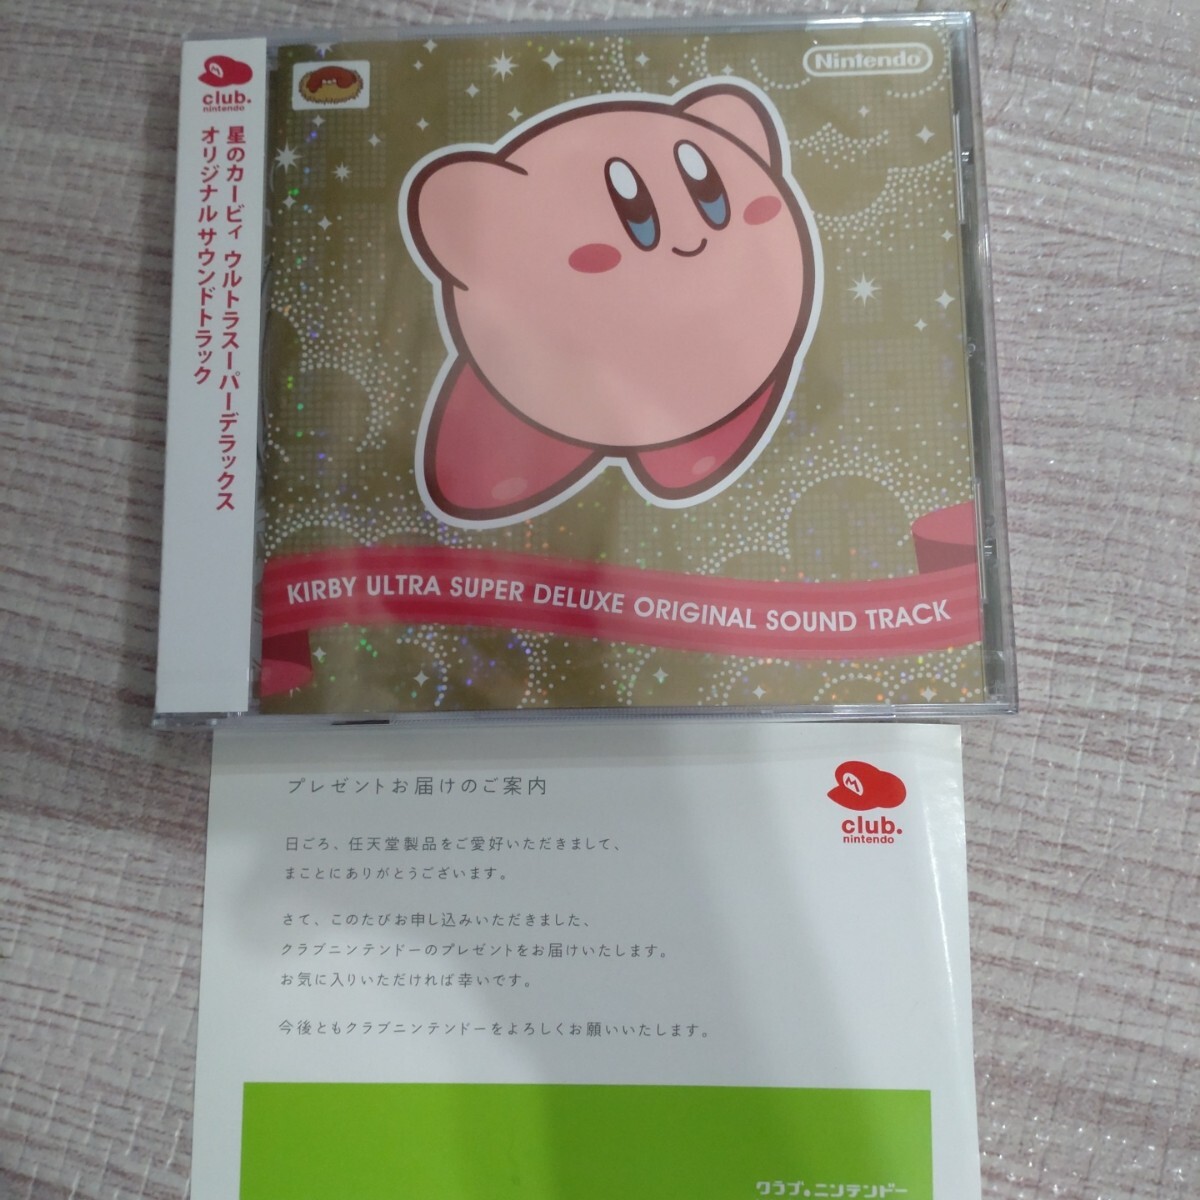 club.
nintendo
星のカービィ ウルトラスーパーデラックス
オリジナルサウンドトラック
Nintendo
KIRBY ULTRA SUPER DELUXE ORIGINAL SOUND TRACK
プレゼントお届けのご案内
M
club.
nintendo
日ごろ、任天堂製品をご愛好いただきまして、
まことにありがとうございます。
さて、このたびお申し込みいただきました、
クラブニンテンドーのプレゼントをお届けいたします。
お気に入りいただければ幸いです。
今後ともクラブニンテンドーをよろしくお願いいたします。
クラブ.ニンテンドー